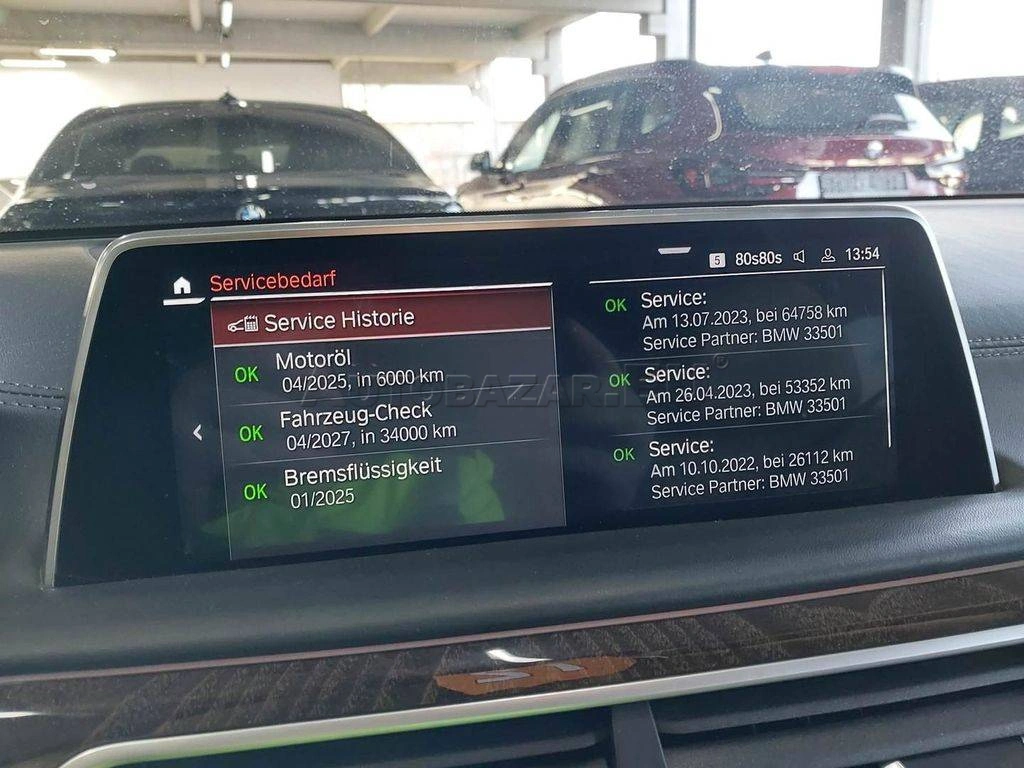 5 80s80s 13:54
Servicebedarf
Service Historie
OK Motoröl
04/2025, in 6000 km
OK Fahrzeug-Check
04/2027, in 34000 km
OK Bremsflüssigkeit
01/2025
OK Service:
Am 13.07.2023, bei 64758 km
Service Partner: BMW 33501
OK Service:
Am 26.04.2023, bei 53352 km
Service Partner: BMW 33501
OK Service:
Am 10.10.2022, bei 26112 km
Service Partner: BMW 33501
AUTOBAZAR.EU